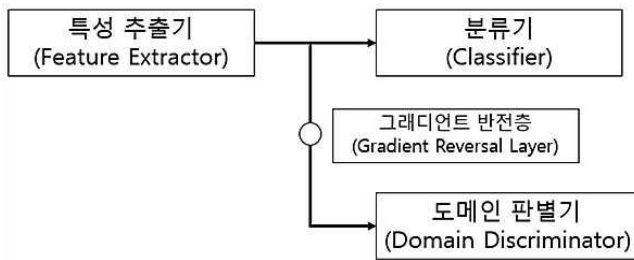 특성 추출기
(Feature Extractor)
분류기
(Classifier)
그래디언트 반전층
(Gradient Reversal Layer)
도메인 판별기
(Domain Discriminator)